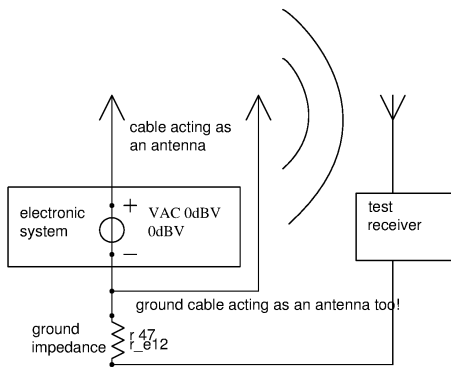 cable acting as
an antenna
electronic
system
+
VAC 0dBV
0dBV
−
test
receiver
ground cable acting as an antenna too!
ground
impedance
r 47
r_e12